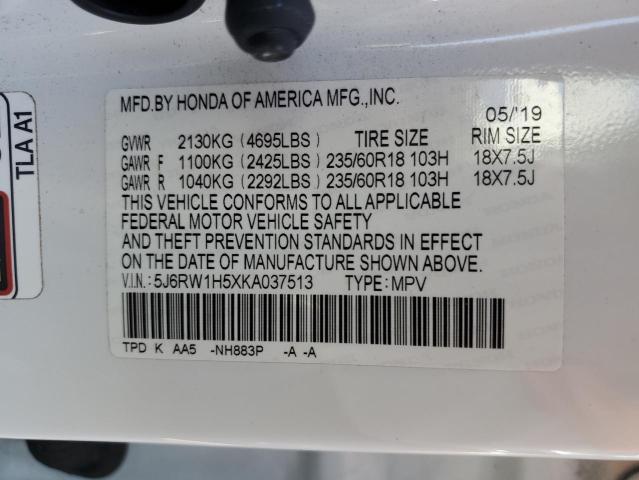 MFD.BY HONDA OF AMERICA MFG.,INC. 05/'19
GVWR 2130KG (4695LBS) TIRE SIZE RIM SIZE
GAWR F 1100KG (2425LBS) 235/60R18 103H 18X7.5J
GAWR R 1040KG (2292LBS) 235/60R18 103H 18X7.5J
THIS VEHICLE CONFORMS TO ALL APPLICABLE
FEDERAL MOTOR VEHICLE SAFETY
AND THEFT PREVENTION STANDARDS IN EFFECT
ON THE DATE OF MANUFACTURE SHOWN ABOVE.
V.I.N.: 5J6RW1H5XKA037513 TYPE: MPV
TPD K AA5 -NH883P -A -A
TLA A1